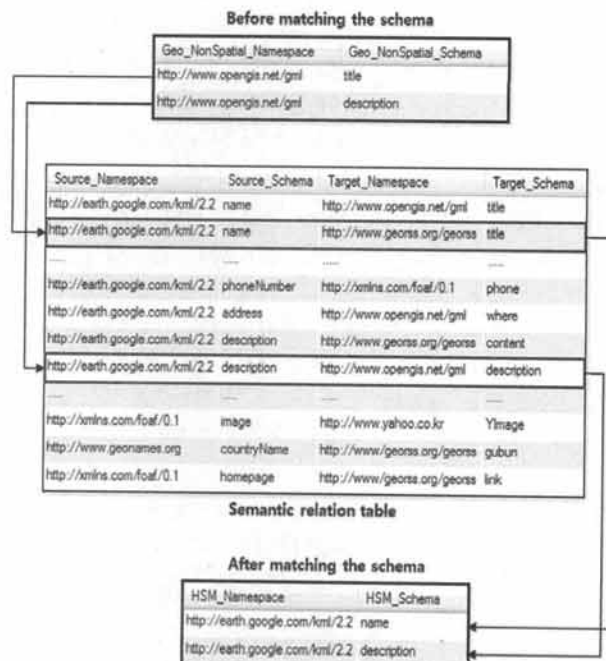 Before matching the schema
Geo_NonSpatial_Namespace Geo_NonSpatial_Schema
http://www.opengis.net/gml title
http://www.opengis.net/gml description
Source_Namespace Source_Schema Target_Namespace Target_Schema
http://earth.google.com/kml/2.2 name http://www.opengis.net/gml title
http://earth.google.com/kml/2.2 name http://www.georss.org/georss title
..... ..... ..... .....
http://earth.google.com/kml/2.2 phoneNumber http://xmlns.com/foaf/0.1 phone
http://earth.google.com/kml/2.2 address http://www.opengis.net/gml where
http://earth.google.com/kml/2.2 description http://www.georss.org/georss content
http://earth.google.com/kml/2.2 description http://www.opengis.net/gml description
..... ..... ..... .....
http://xmlns.com/foaf/0.1 image http://www.yahoo.co.kr YImage
http://www.geonames.org countryName http://www/georss.org/georss gubun
http://xmlns.com/foaf/0.1 homepage http://www/georss.org/georss link
Semantic relation table
After matching the schema
HSM_Namespace HSM_Schema
http://earth.google.com/kml/2.2 name
http://earth.google.com/kml/2.2 description